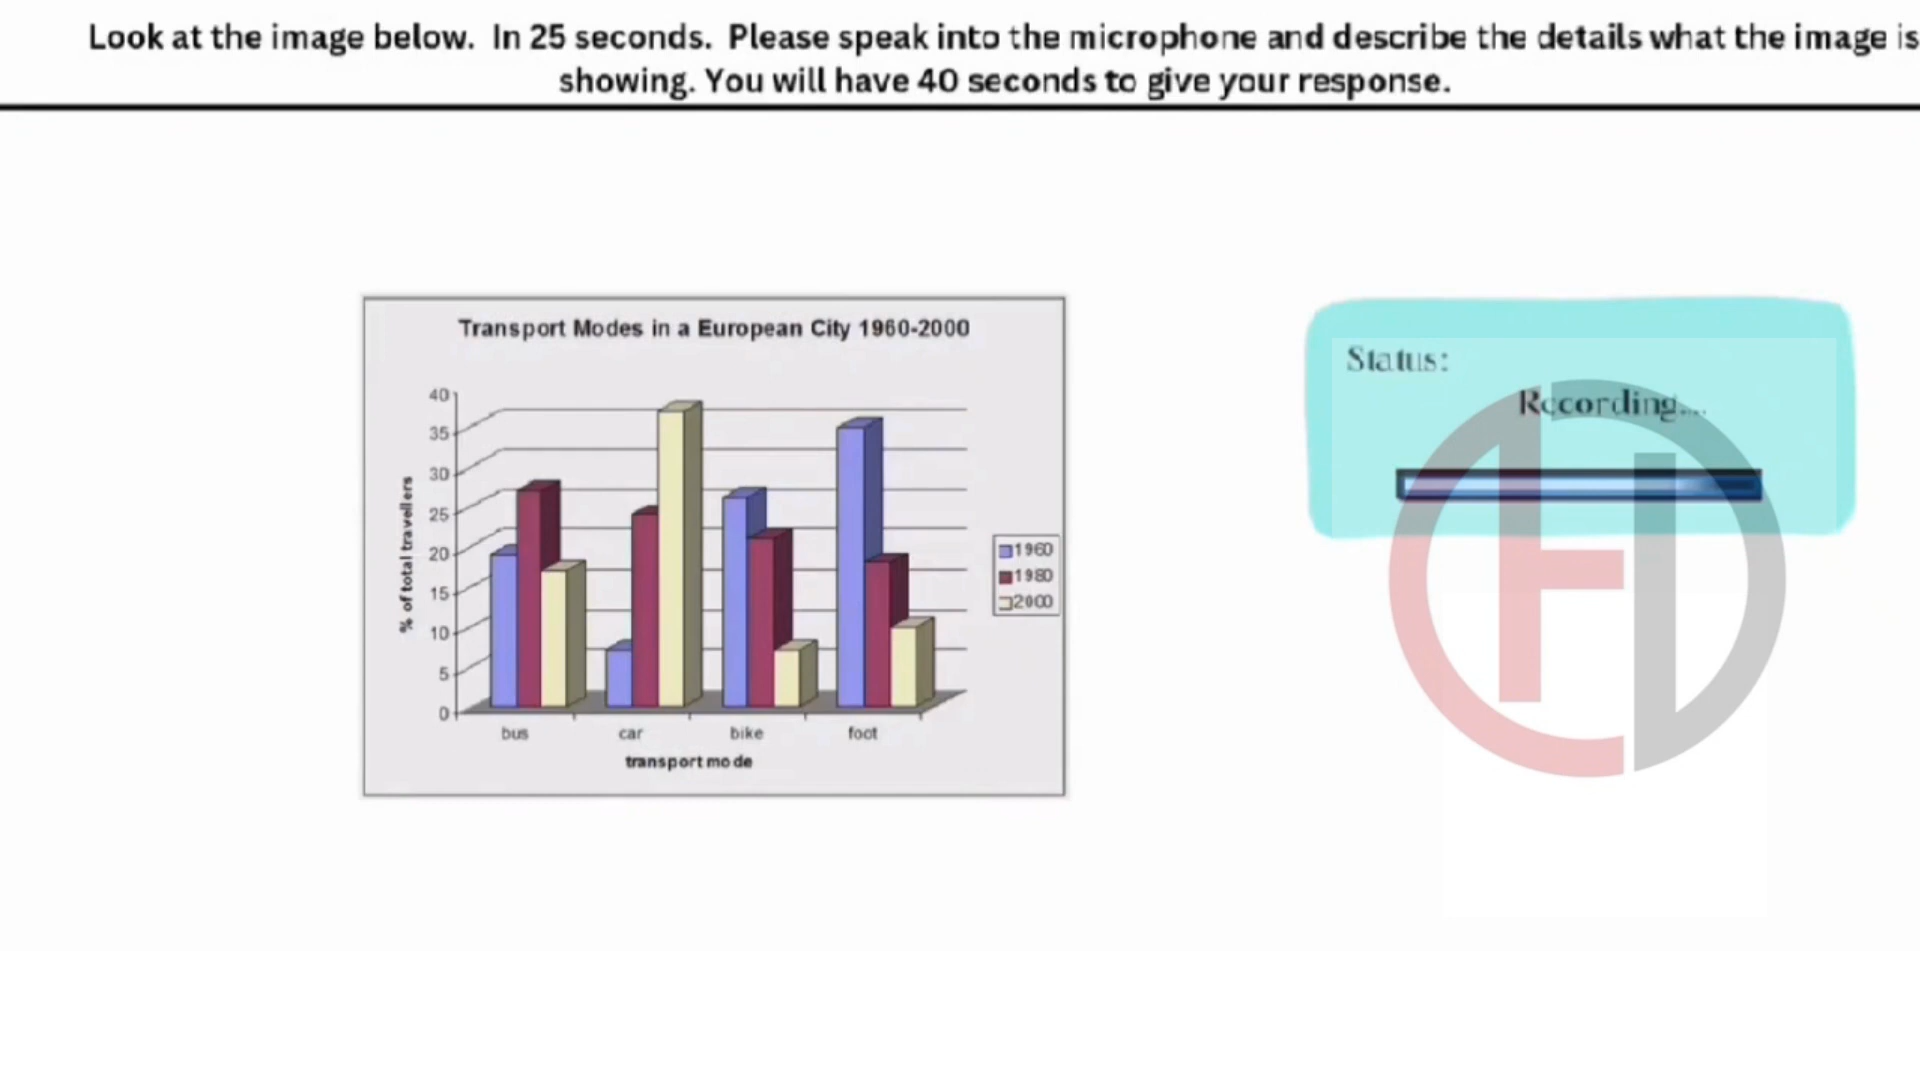 Look at the image below. In 25 seconds. Please speak into the microphone and describe the details what the image is
showing. You will have 40 seconds to give your response.
Transport Modes in a European City 1960-2000
40
35
30
25
20
15
10
5
0
% of total travellers
bus car bike foot
transport mode
1960
1980
2000
Status:
Recording....